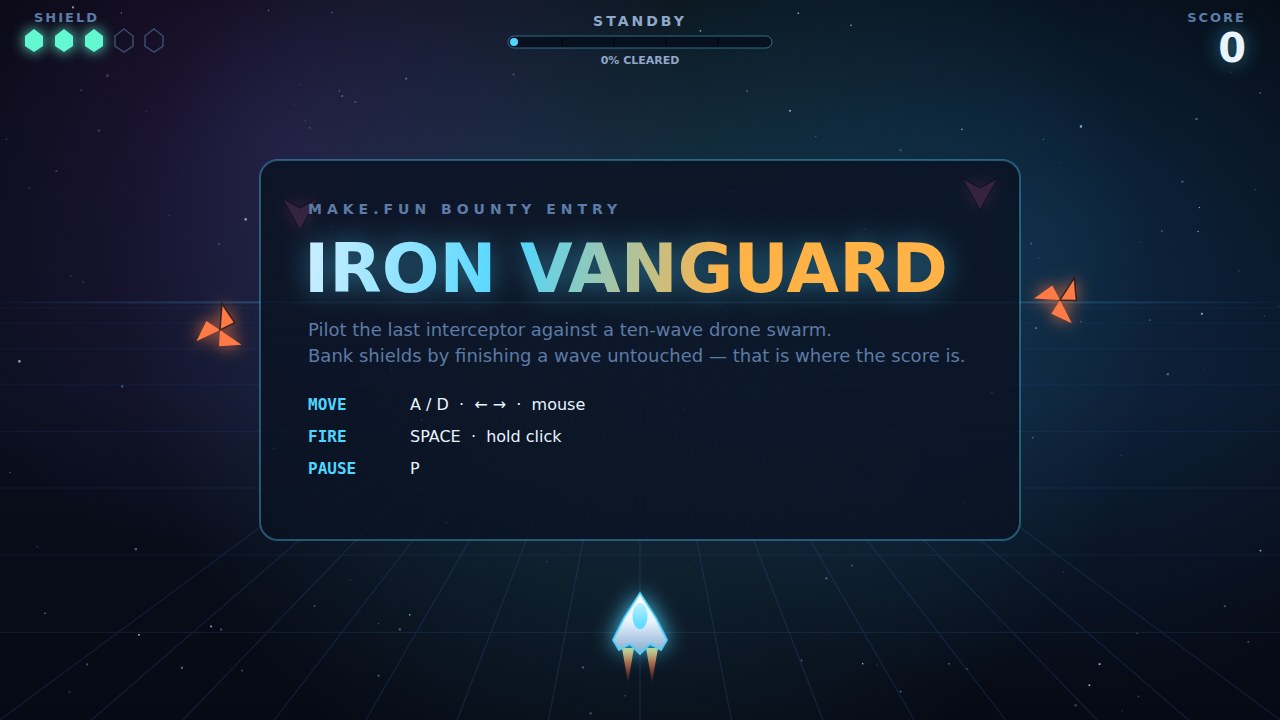 SHIELD
STANDBY
0% CLEARED
SCORE
0
MAKE.FUN BOUNTY ENTRY
IRON VANGUARD
Pilot the last interceptor against a ten-wave drone swarm.
Bank shields by finishing a wave untouched — that is where the score is.
MOVE A / D · ← → · mouse
FIRE SPACE · hold click
PAUSE P